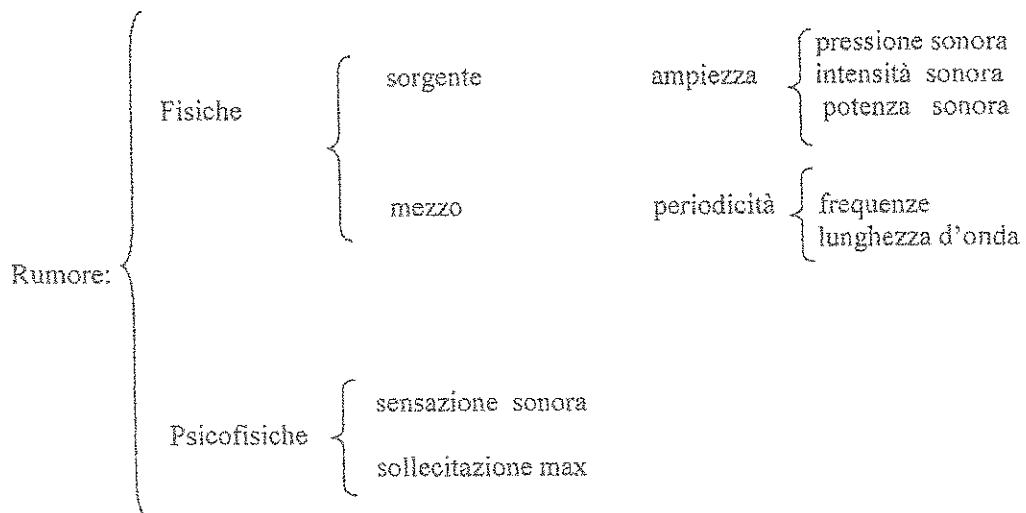 pressione sonora
sorgente ampiezza intensità sonora
Fisiche potenza sonora
mezzo periodicità frequenze
lunghezza d'onda
Rumore:
sensazione sonora
Psicofisiche
sollecitazione max